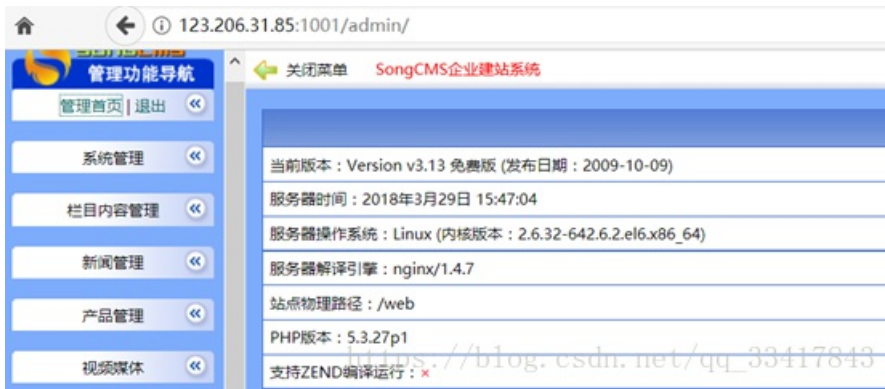 123.206.31.85:1001/admin/
管理功能导航
关闭菜单 SongCMS企业建站系统
管理首页 | 退出
系统管理
当前版本：Version v3.13 免费版 (发布日期：2009-10-09)
服务器时间：2018年3月29日 15:47:04
栏目内容管理
服务器操作系统：Linux (内核版本：2.6.32-642.6.2.el6.x86_64)
新闻管理
服务器解译引擎：nginx/1.4.7
站点物理路径：/web
产品管理
PHP版本：5.3.27p1
视频媒体
支持ZEND编译运行：×
https://blog.csdn.net/qq_33417843